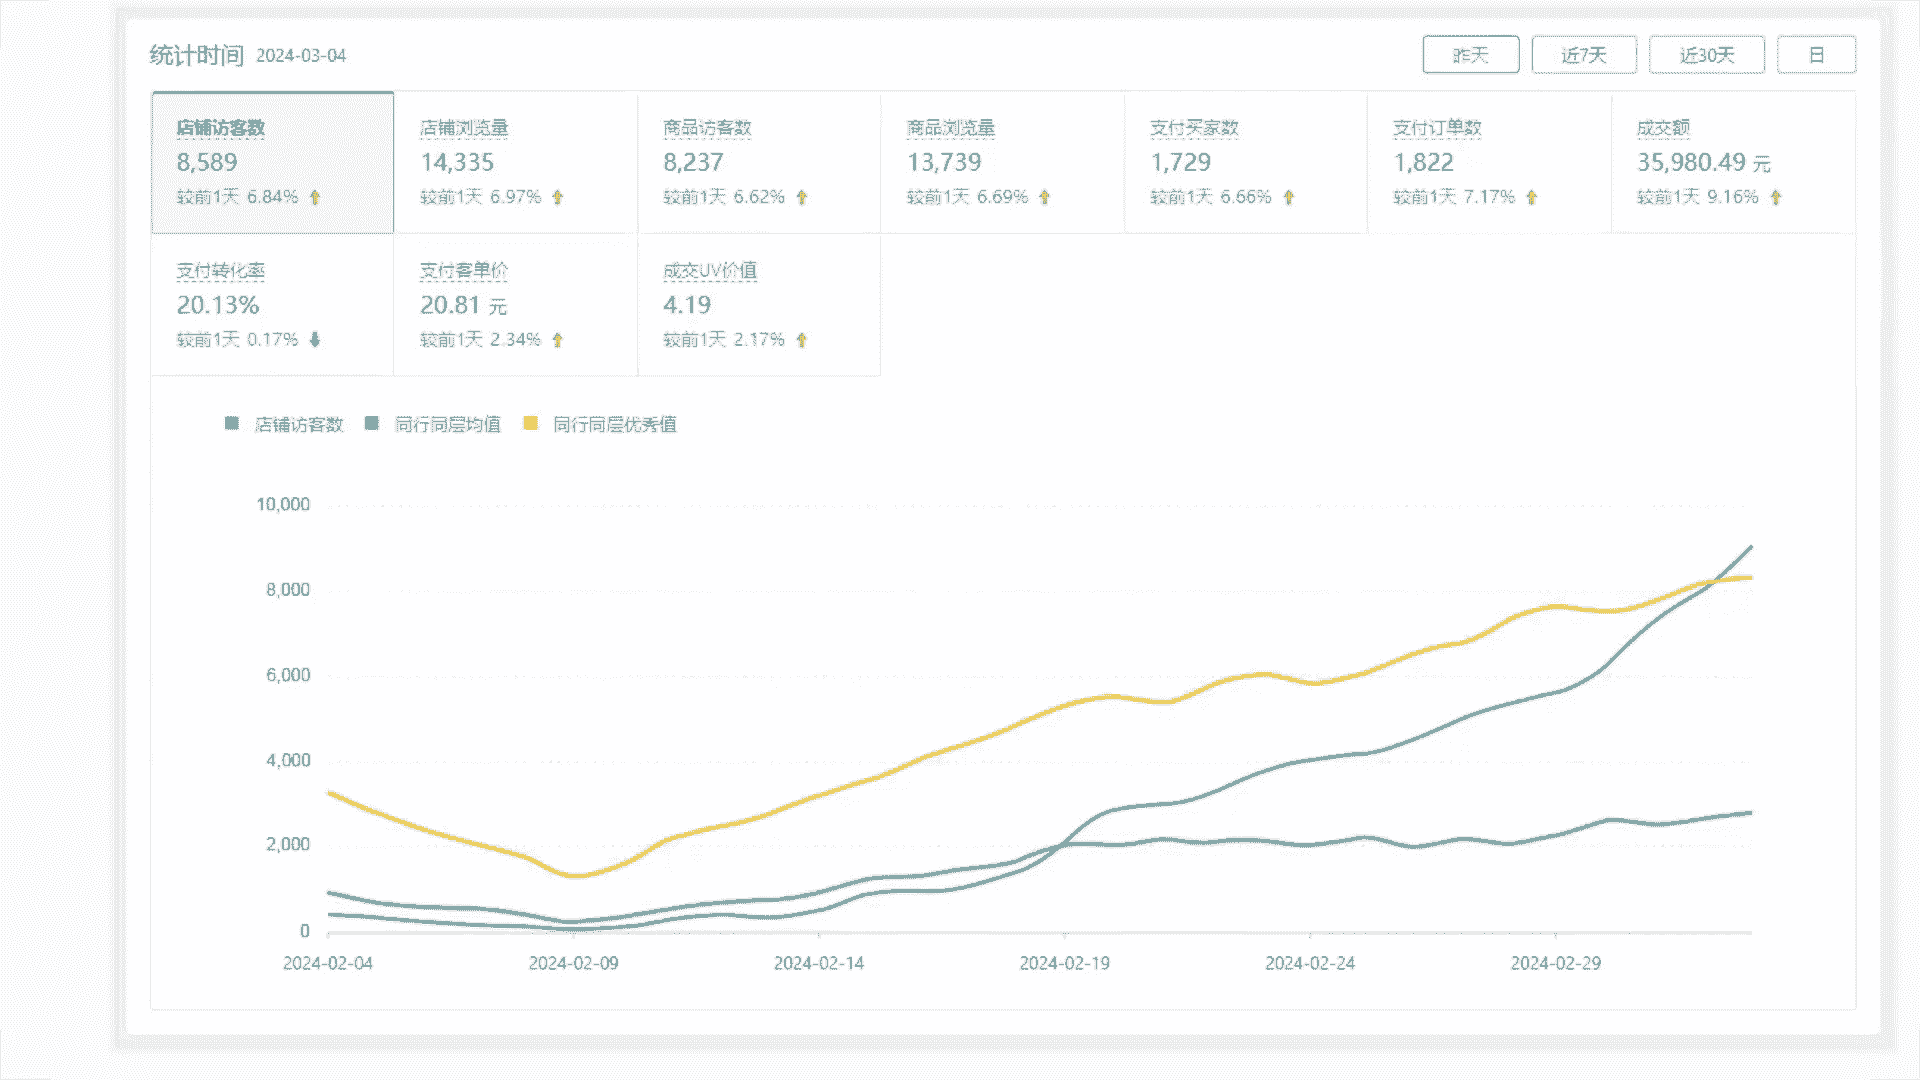 统计时间 2024-03-04
昨天 近7天 近30天 日
店铺访客数 店铺浏览量 商品访客数 商品浏览量 支付买家数 支付订单数 成交额
8,589 14,335 8,237 13,739 1,729 1,822 35,980.49 元
较前1天 6.84% 较前1天 6.97% 较前1天 6.62% 较前1天 6.69% 较前1天 6.66% 较前1天 7.17% 较前1天 9.16%
支付转化率 支付客单价 成交UV价值
20.13% 20.81 元 4.19
较前1天 0.17% 较前1天 2.34% 较前1天 2.17%
店铺访客数 同行同层均值 同行同层优秀值
10,000
8,000
6,000
4,000
2,000
0
2024-02-04 2024-02-09 2024-02-14 2024-02-19 2024-02-24 2024-02-29